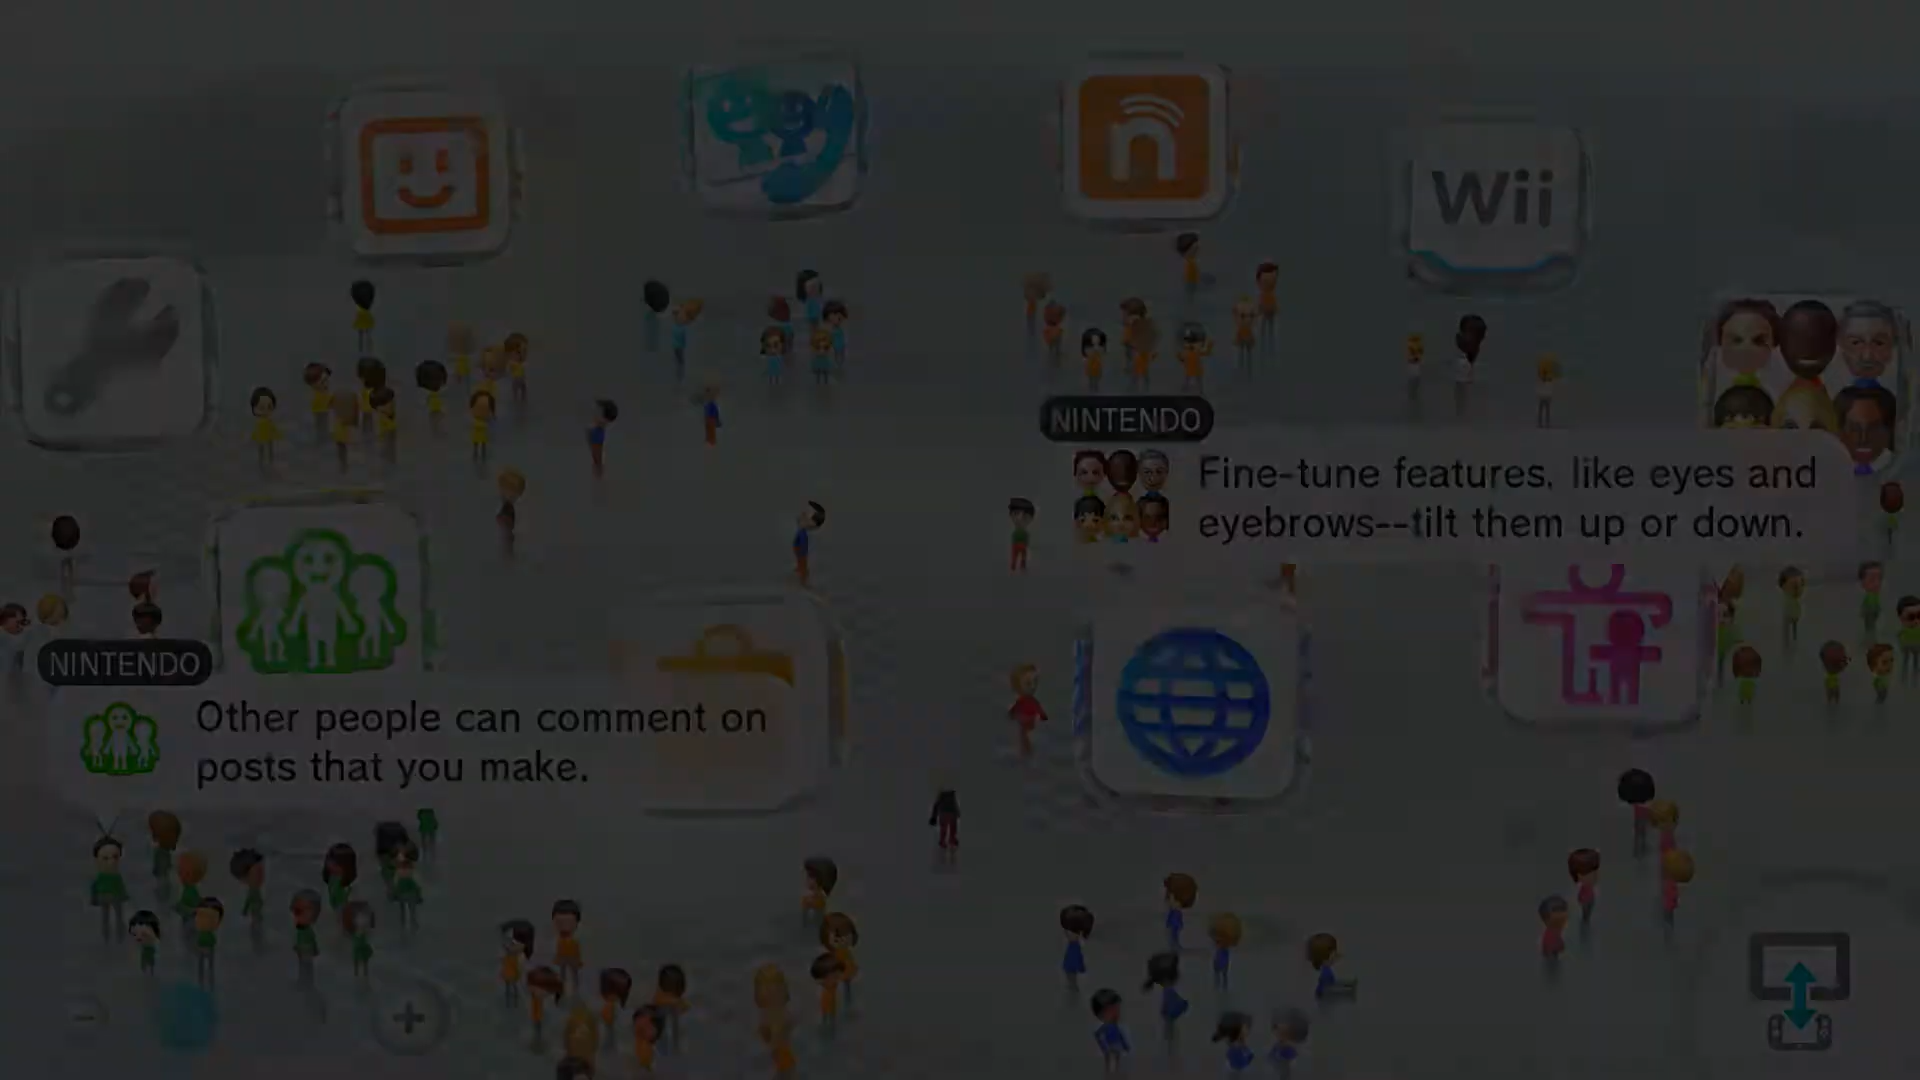 n
Wii
NINTENDO
Fine-tune features, like eyes and
eyebrows--tilt them up or down.
NINTENDO
Other people can comment on
posts that you make.